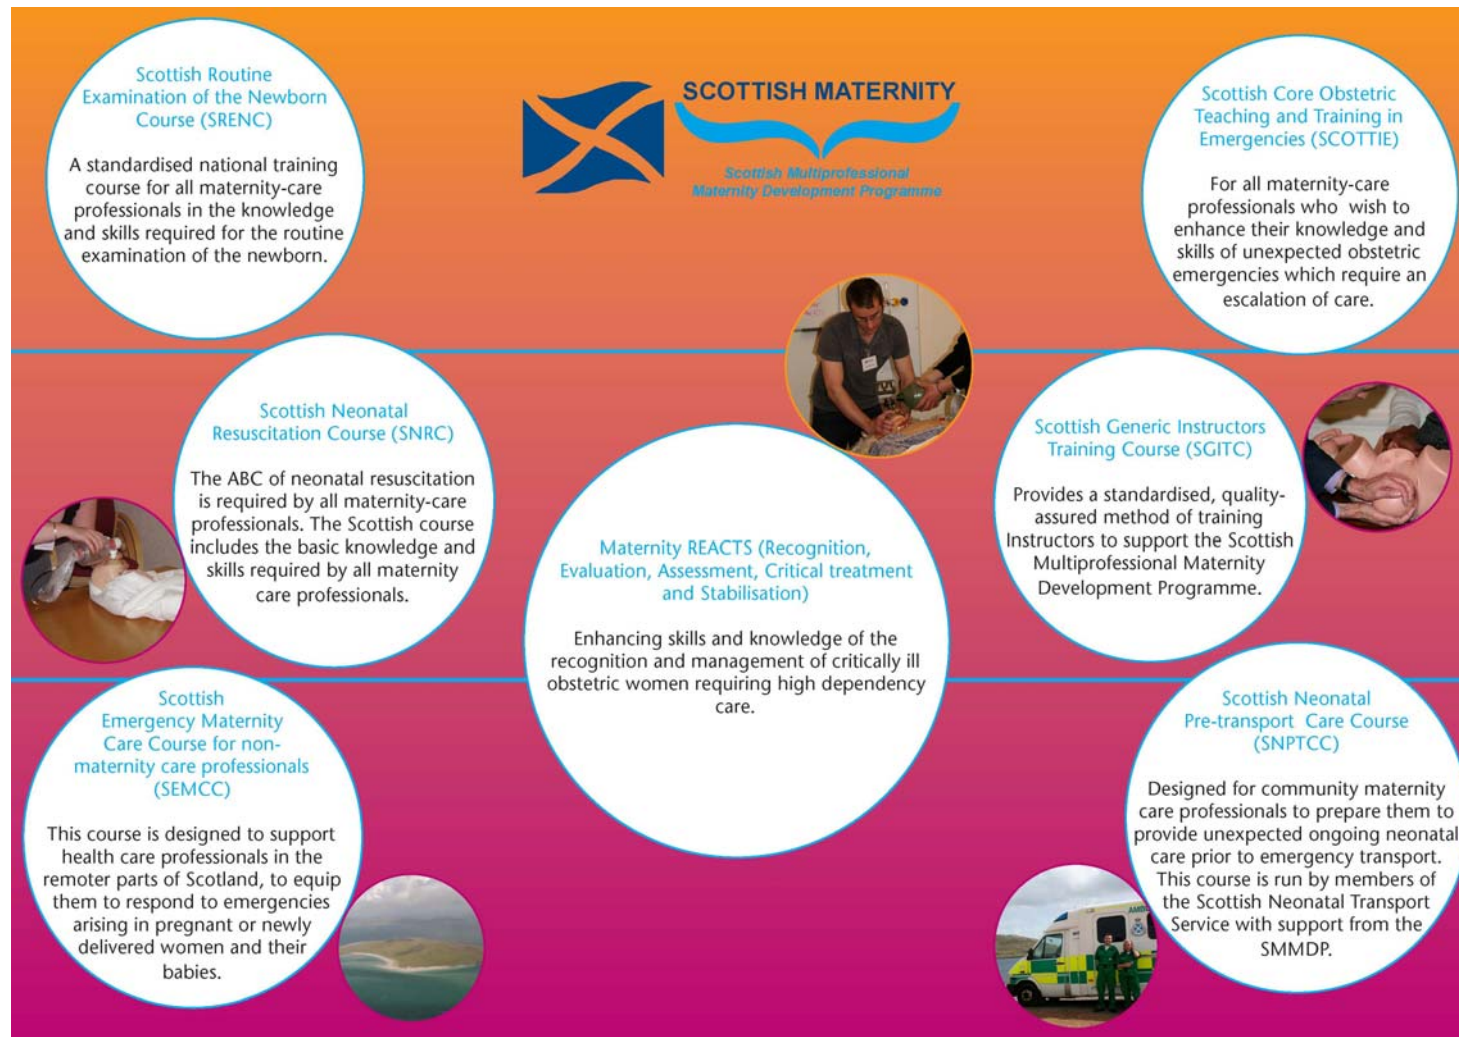 Scottish Routine
Examination of the Newborn
Course (SRENC)
A standardised national training
course for all maternity-care
professionals in the knowledge
and skills required for the routine
examination of the newborn.
SCOTTISH MATERNITY
Scottish Multiprofessional
Maternity Development Programme
Scottish Core Obstetric
Teaching and Training in
Emergencies (SCOTTIE)
For all maternity-care
professionals who wish to
enhance their knowledge and
skills of unexpected obstetric
emergencies which require an
escalation of care.
Scottish Neonatal
Resuscitation Course (SNRC)
The ABC of neonatal resuscitation
is required by all maternity-care
professionals. The Scottish course
includes the basic knowledge and
skills required by all maternity
care professionals.
Maternity REACTS (Recognition,
Evaluation, Assessment, Critical treatment
and Stabilisation)
Enhancing skills and knowledge of the
recognition and management of critically ill
obstetric women requiring high dependency
care.
Scottish Generic Instructors
Training Course (SGITC)
Provides a standardised, quality-
assured method of training
Instructors to support the Scottish
Multiprofessional Maternity
Development Programme.
Scottish
Emergency Maternity
Care Course for non-
maternity care professionals
(SEMCC)
This course is designed to support
health care professionals in the
remoter parts of Scotland, to equip
them to respond to emergencies
arising in pregnant or newly
delivered women and their
babies.
Scottish Neonatal
Pre-transport Care Course
(SNPTCC)
Designed for community maternity
care professionals to prepare them to
provide unexpected ongoing neonatal
care prior to emergency transport.
This course is run by members of
the Scottish Neonatal Transport
Service with support from the
SMMDP.